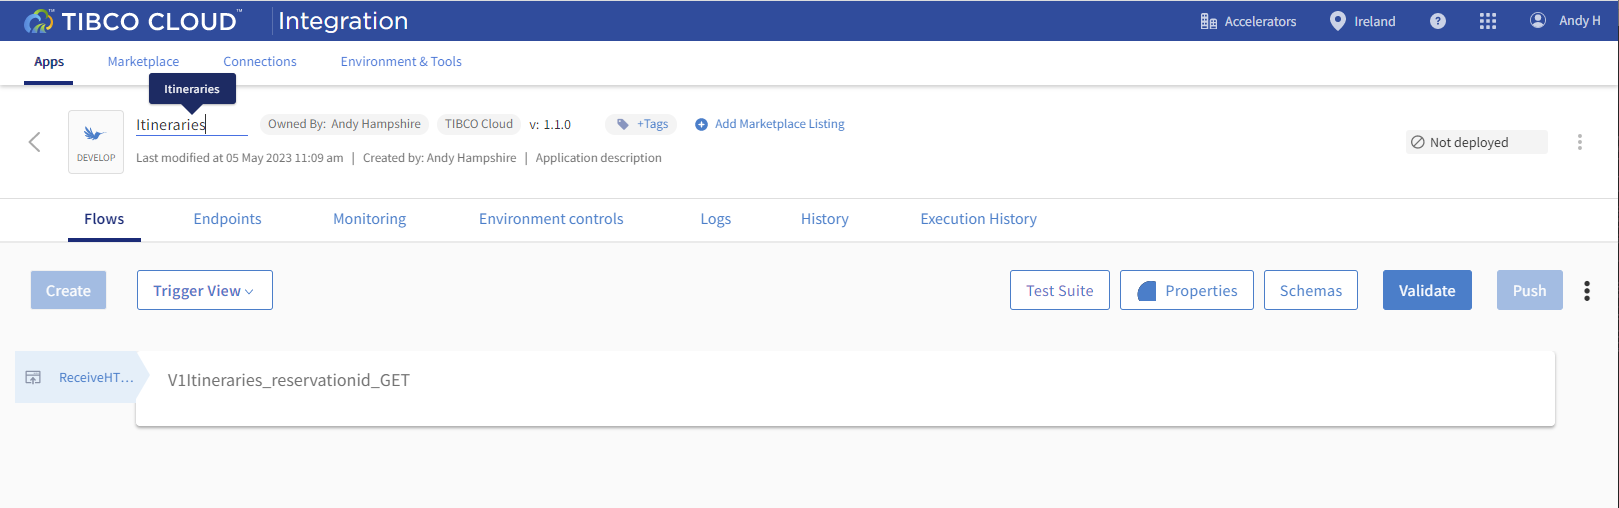 TIBCO CLOUD™ Integration
Accelerators Ireland ? Andy H
Apps Marketplace Connections Environment & Tools
Itineraries
DEVELOP
Itineraries Owned By: Andy Hampshire TIBCO Cloud v: 1.1.0 +Tags Add Marketplace Listing
Last modified at 05 May 2023 11:09 am | Created by: Andy Hampshire | Application description
Not deployed
Flows Endpoints Monitoring Environment controls Logs History Execution History
Create Trigger View Test Suite Properties Schemas Validate Push
ReceiveHT... V1Itineraries_reservationid_GET